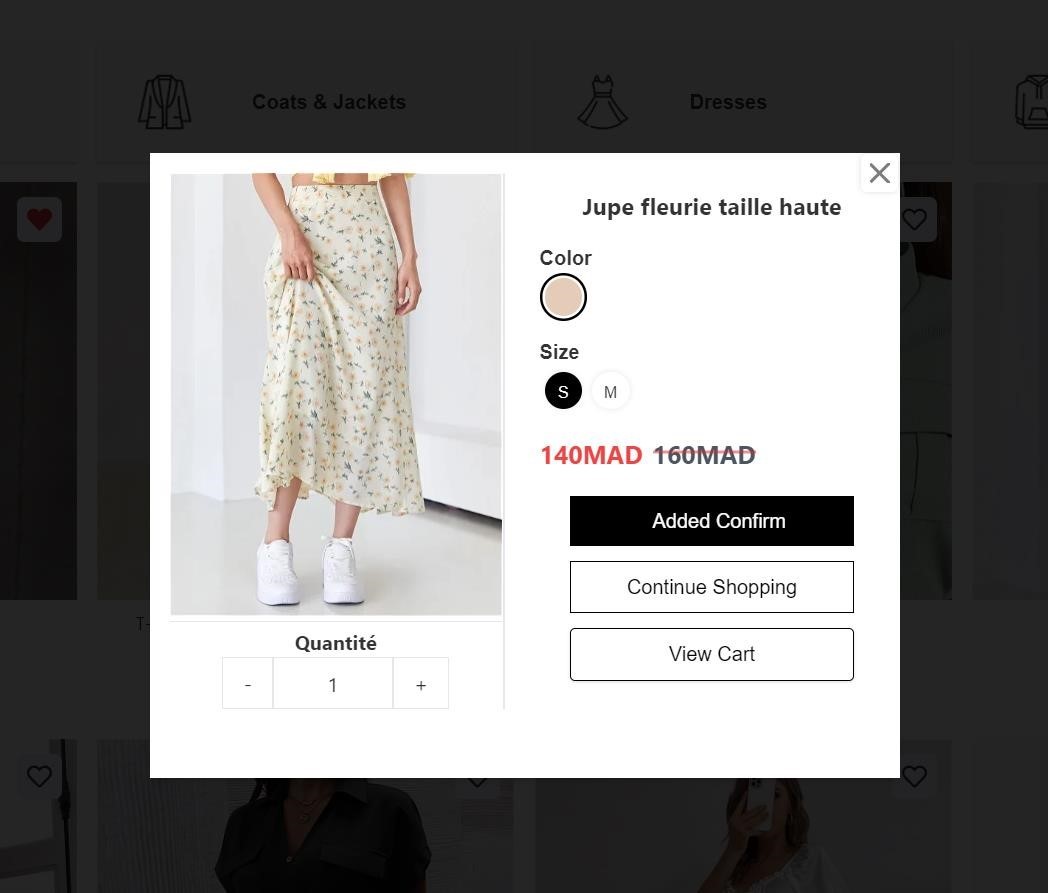 Coats & Jackets
Dresses
Jupe fleurie taille haute
Color
Size
S
M
140MAD 160MAD
Added Confirm
Continue Shopping
View Cart
Quantité
- 1 +
T-